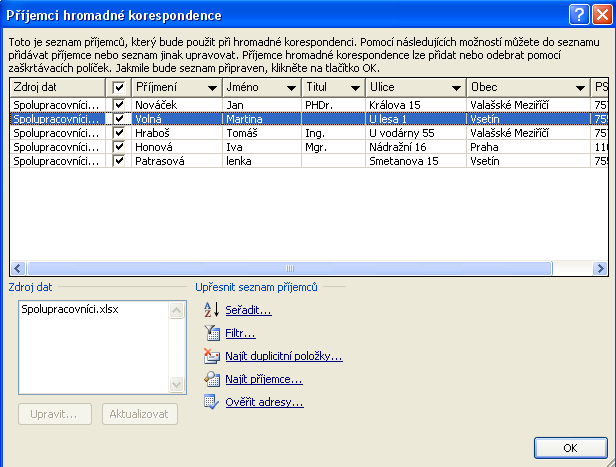 Příjemci hromadné korespondence
Toto je seznam příjemců, který bude použit při hromadné korespondenci. Pomocí následujících možností můžete do seznamu
přidávat příjemce nebo seznam jinak upravovat. Příjemce hromadné korespondence lze přidat nebo odebrat pomocí
zaškrtávacích políček. Jakmile bude seznam připraven, klikněte na tlačítko OK.
Zdroj dat Příjmení Jméno Titul Ulice Obec PS
Spolupracovníci... Nováček Jan PHDr. Králova 15 Valašské Meziříčí 757
Spolupracovníci... Volná Martina U lesa 1 Vsetín 755
Spolupracovníci... Hraboš Tomáš Ing. U vodárny 55 Valašské Meziříčí 757
Spolupracovníci... Honová Iva Mgr. Nádražní 16 Praha 110
Spolupracovníci... Patrasová lenka Smetanova 15 Vsetín 755
Zdroj dat
Spolupracovníci.xlsx
Upravit... Aktualizovat
Upřesnit seznam příjemců
Seřadit...
Filtr...
Najít duplicitní položky...
Najít příjemce...
Ověřit adresy...
OK